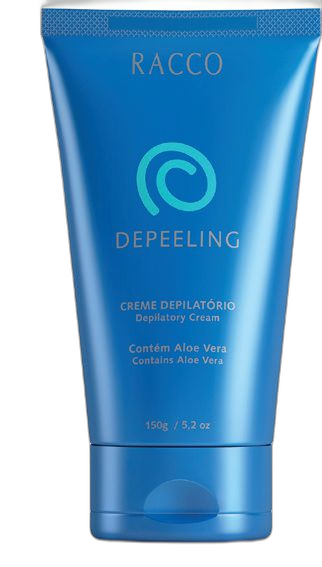 RACCO
DEPEELING
CREME DEPILATÓRIO
Depilatory Cream
Contém Aloe Vera
Contains Aloe Vera
150g / 5,2 oz